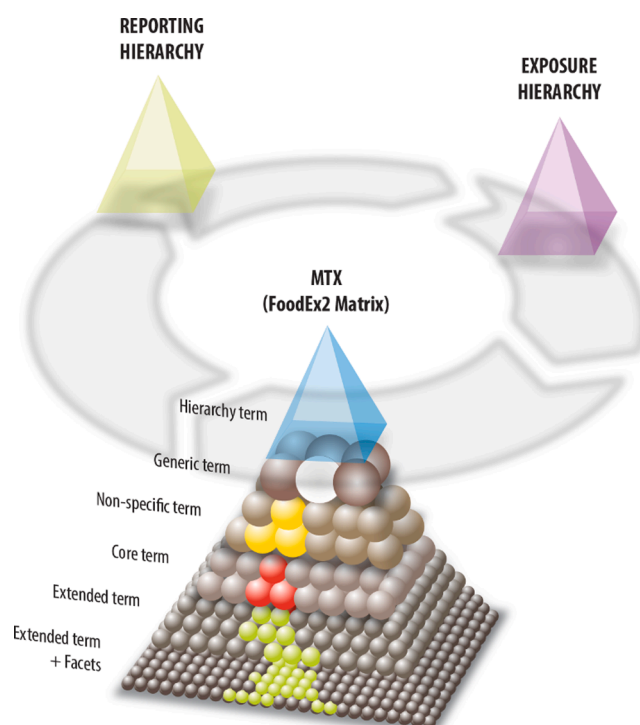 REPORTING
HIERARCHY
EXPOSURE
HIERARCHY
MTX
(FoodEx2 Matrix)
Hierarchy term
Generic term
Non-specific term
Core term
Extended term
Extended term
+ Facets